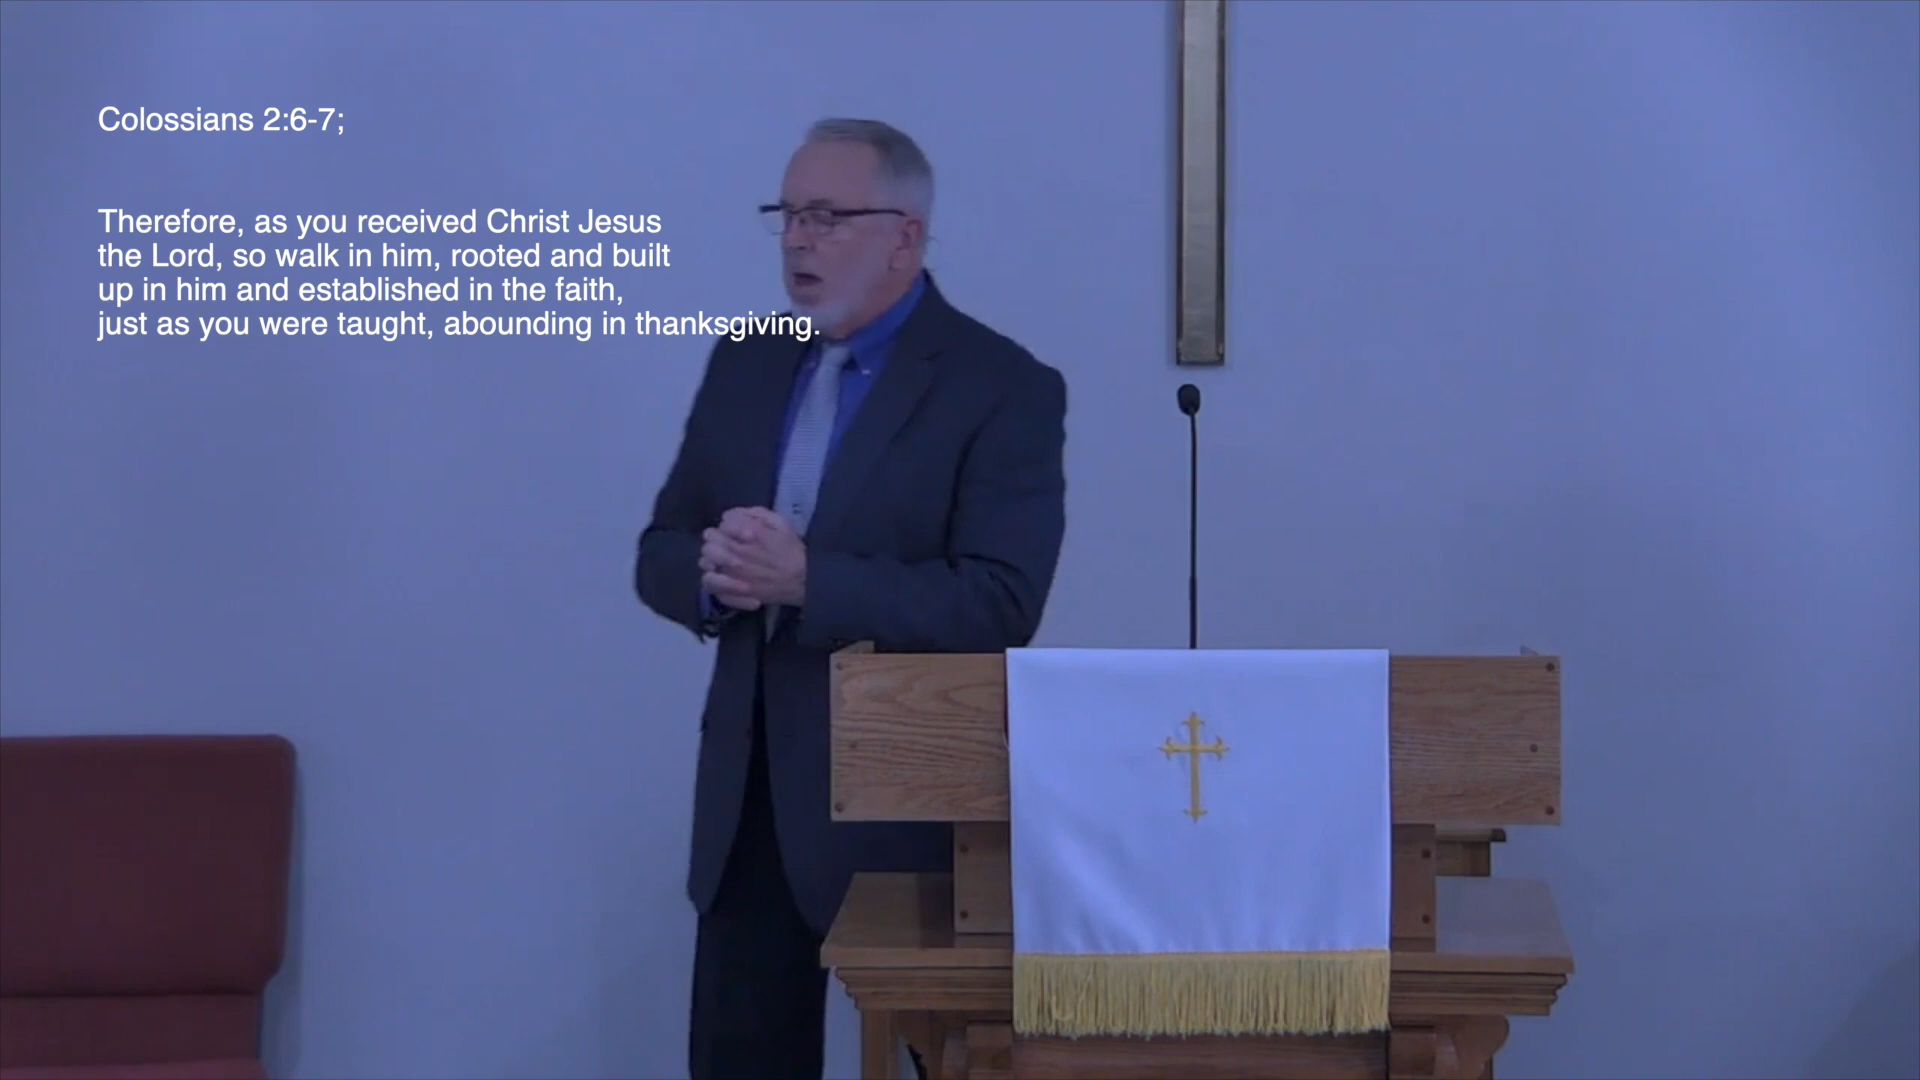 Colossians 2:6-7;
Therefore, as you received Christ Jesus
the Lord, so walk in him, rooted and built
up in him and established in the faith,
just as you were taught, abounding in thanksgiving.